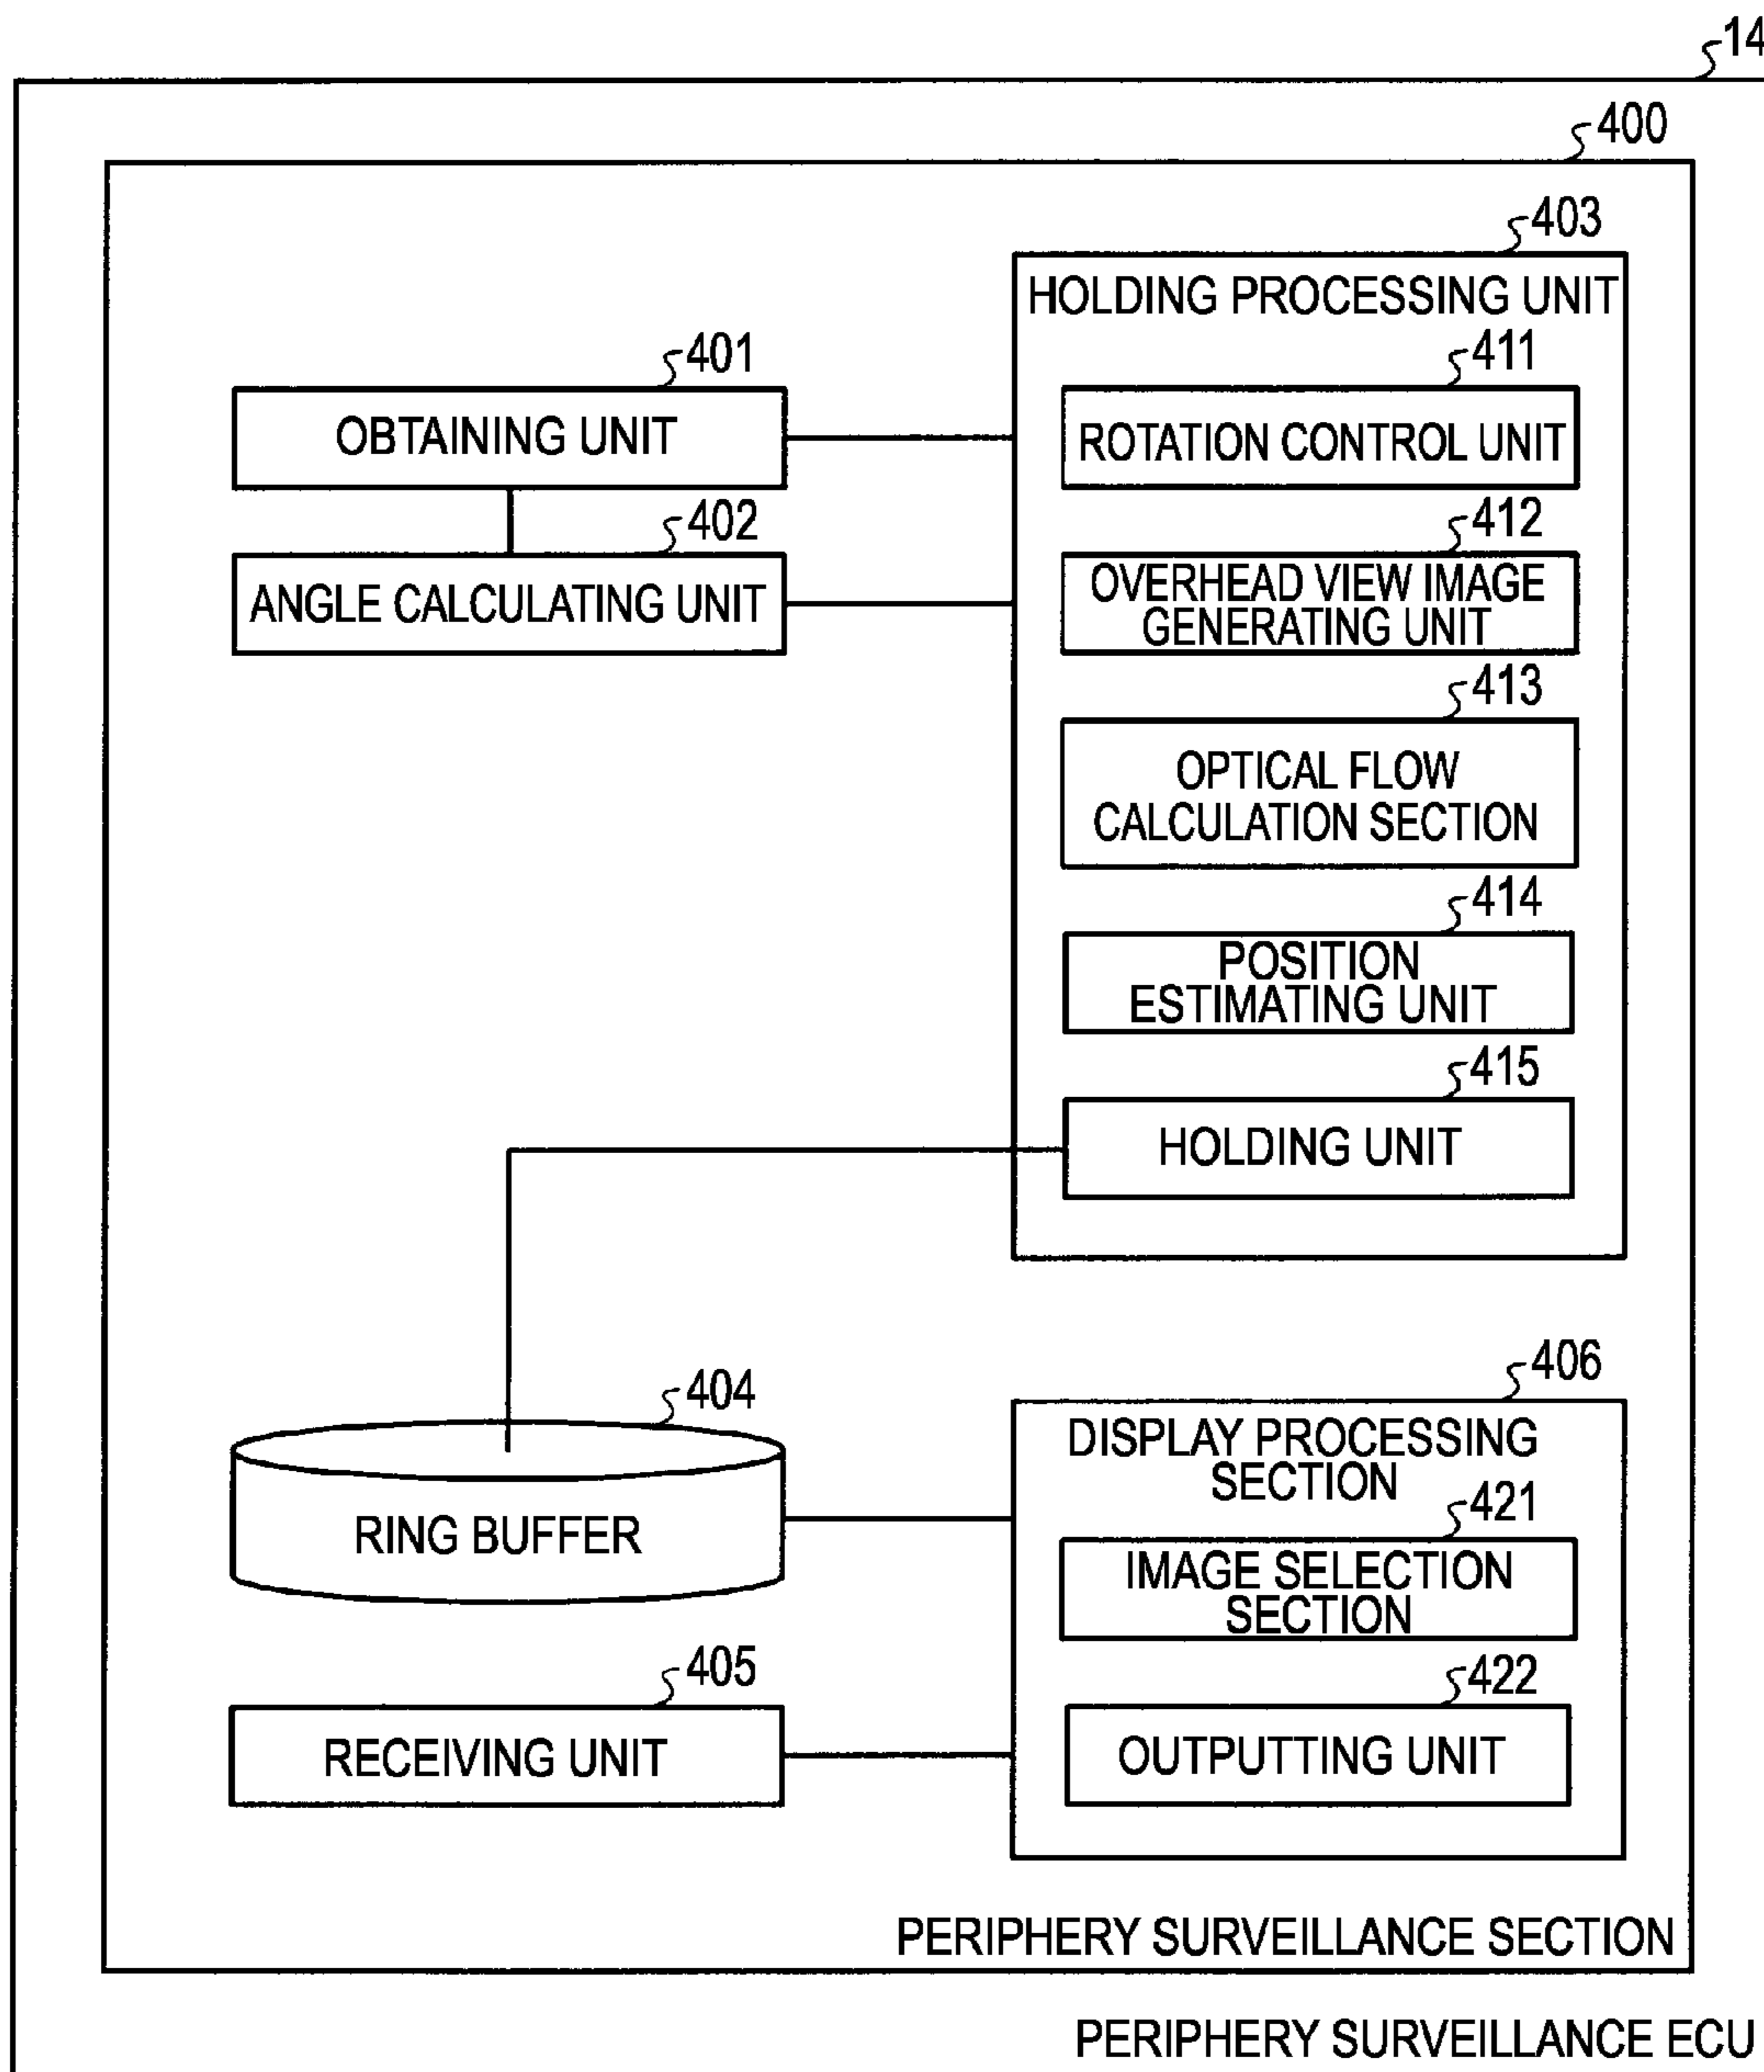 14
400
403
HOLDING PROCESSING UNIT
401
OBTAINING UNIT
411
ROTATION CONTROL UNIT
402
ANGLE CALCULATING UNIT
412
OVERHEAD VIEW IMAGE
GENERATING UNIT
413
OPTICAL FLOW
CALCULATION SECTION
414
POSITION
ESTIMATING UNIT
415
HOLDING UNIT
404
RING BUFFER
406
DISPLAY PROCESSING
SECTION
421
IMAGE SELECTION
SECTION
405
RECEIVING UNIT
422
OUTPUTTING UNIT
PERIPHERY SURVEILLANCE SECTION
PERIPHERY SURVEILLANCE ECU